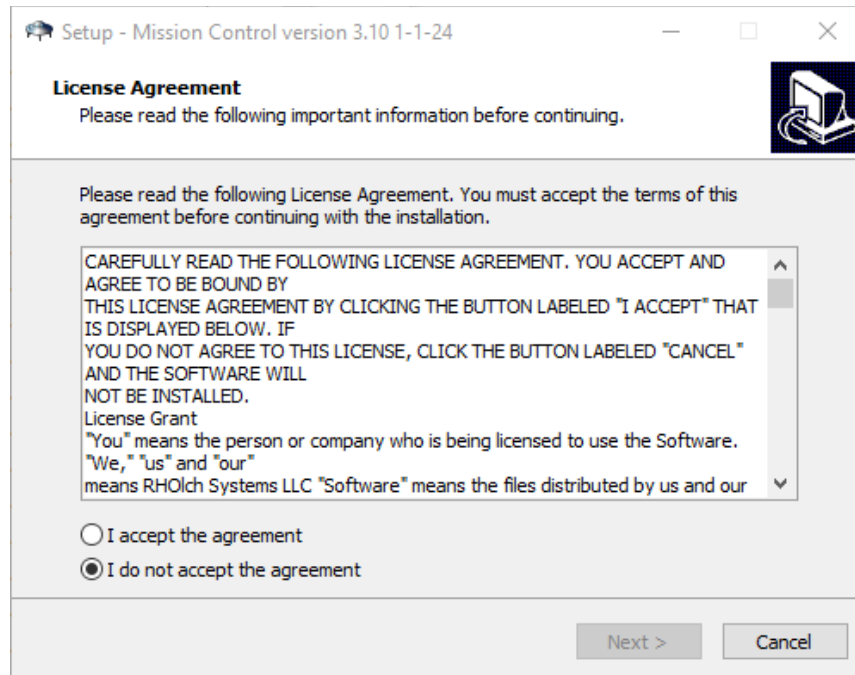 Setup - Mission Control version 3.10 1-1-24
License Agreement
Please read the following important information before continuing.
Please read the following License Agreement. You must accept the terms of this
agreement before continuing with the installation.
CAREFULLY READ THE FOLLOWING LICENSE AGREEMENT. YOU ACCEPT AND
AGREE TO BE BOUND BY
THIS LICENSE AGREEMENT BY CLICKING THE BUTTON LABELED "I ACCEPT" THAT
IS DISPLAYED BELOW. IF
YOU DO NOT AGREE TO THIS LICENSE, CLICK THE BUTTON LABELED "CANCEL"
AND THE SOFTWARE WILL
NOT BE INSTALLED.
License Grant
"You" means the person or company who is being licensed to use the Software.
"We," "us" and "our"
means RHOlch Systems LLC "Software" means the files distributed by us and our
I accept the agreement
I do not accept the agreement
Next >
Cancel